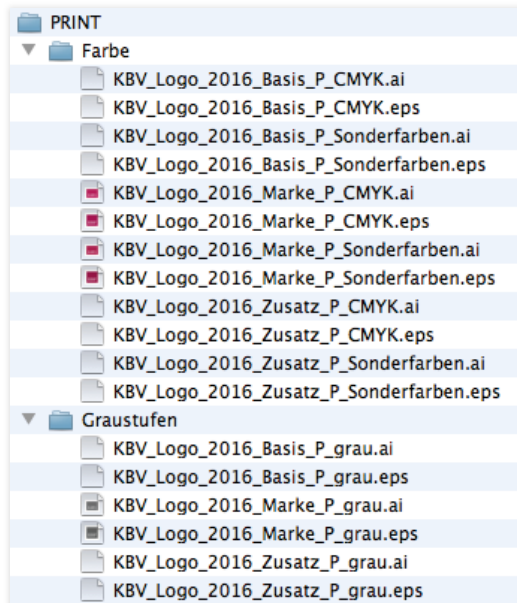 PRINT
Farbe
KBV_Logo_2016_Basis_P_CMYK.ai
KBV_Logo_2016_Basis_P_CMYK.eps
KBV_Logo_2016_Basis_P_Sonderfarben.ai
KBV_Logo_2016_Basis_P_Sonderfarben.eps
KBV_Logo_2016_Marke_P_CMYK.ai
KBV_Logo_2016_Marke_P_CMYK.eps
KBV_Logo_2016_Marke_P_Sonderfarben.ai
KBV_Logo_2016_Marke_P_Sonderfarben.eps
KBV_Logo_2016_Zusatz_P_CMYK.ai
KBV_Logo_2016_Zusatz_P_CMYK.eps
KBV_Logo_2016_Zusatz_P_Sonderfarben.ai
KBV_Logo_2016_Zusatz_P_Sonderfarben.eps
Graustufen
KBV_Logo_2016_Basis_P_grau.ai
KBV_Logo_2016_Basis_P_grau.eps
KBV_Logo_2016_Marke_P_grau.ai
KBV_Logo_2016_Marke_P_grau.eps
KBV_Logo_2016_Zusatz_P_grau.ai
KBV_Logo_2016_Zusatz_P_grau.eps